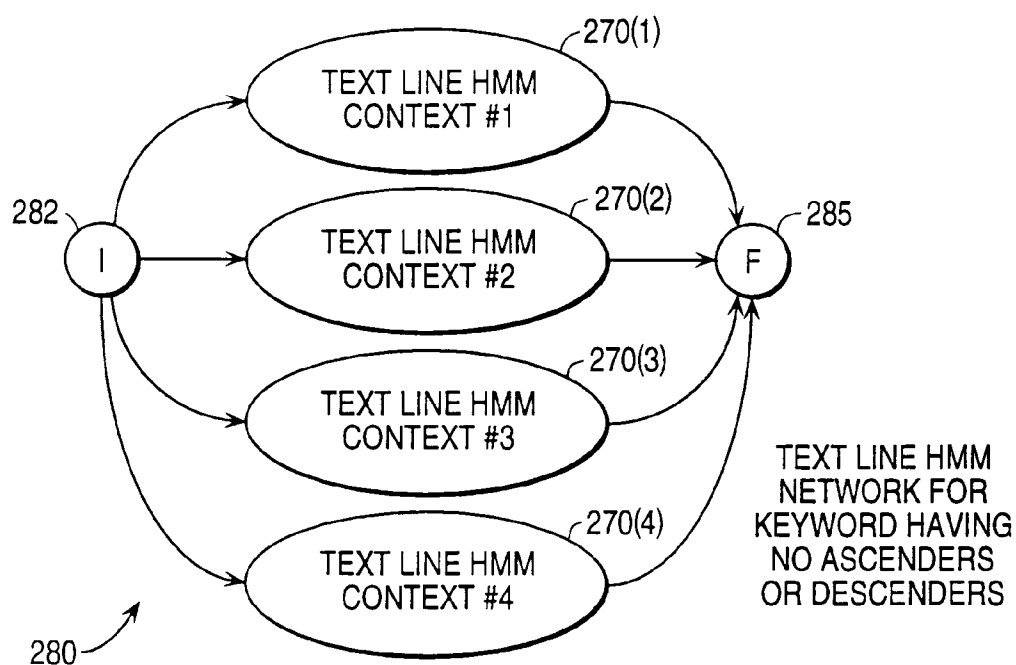 270(1)
TEXT LINE HMM
CONTEXT #1
282
270(2)
285
I
TEXT LINE HMM
CONTEXT #2
F
270(3)
TEXT LINE HMM
CONTEXT #3
270(4)
TEXT LINE HMM
CONTEXT #4
TEXT LINE HMM
NETWORK FOR
KEYWORD HAVING
NO ASCENDERS
OR DESCENDERS
280